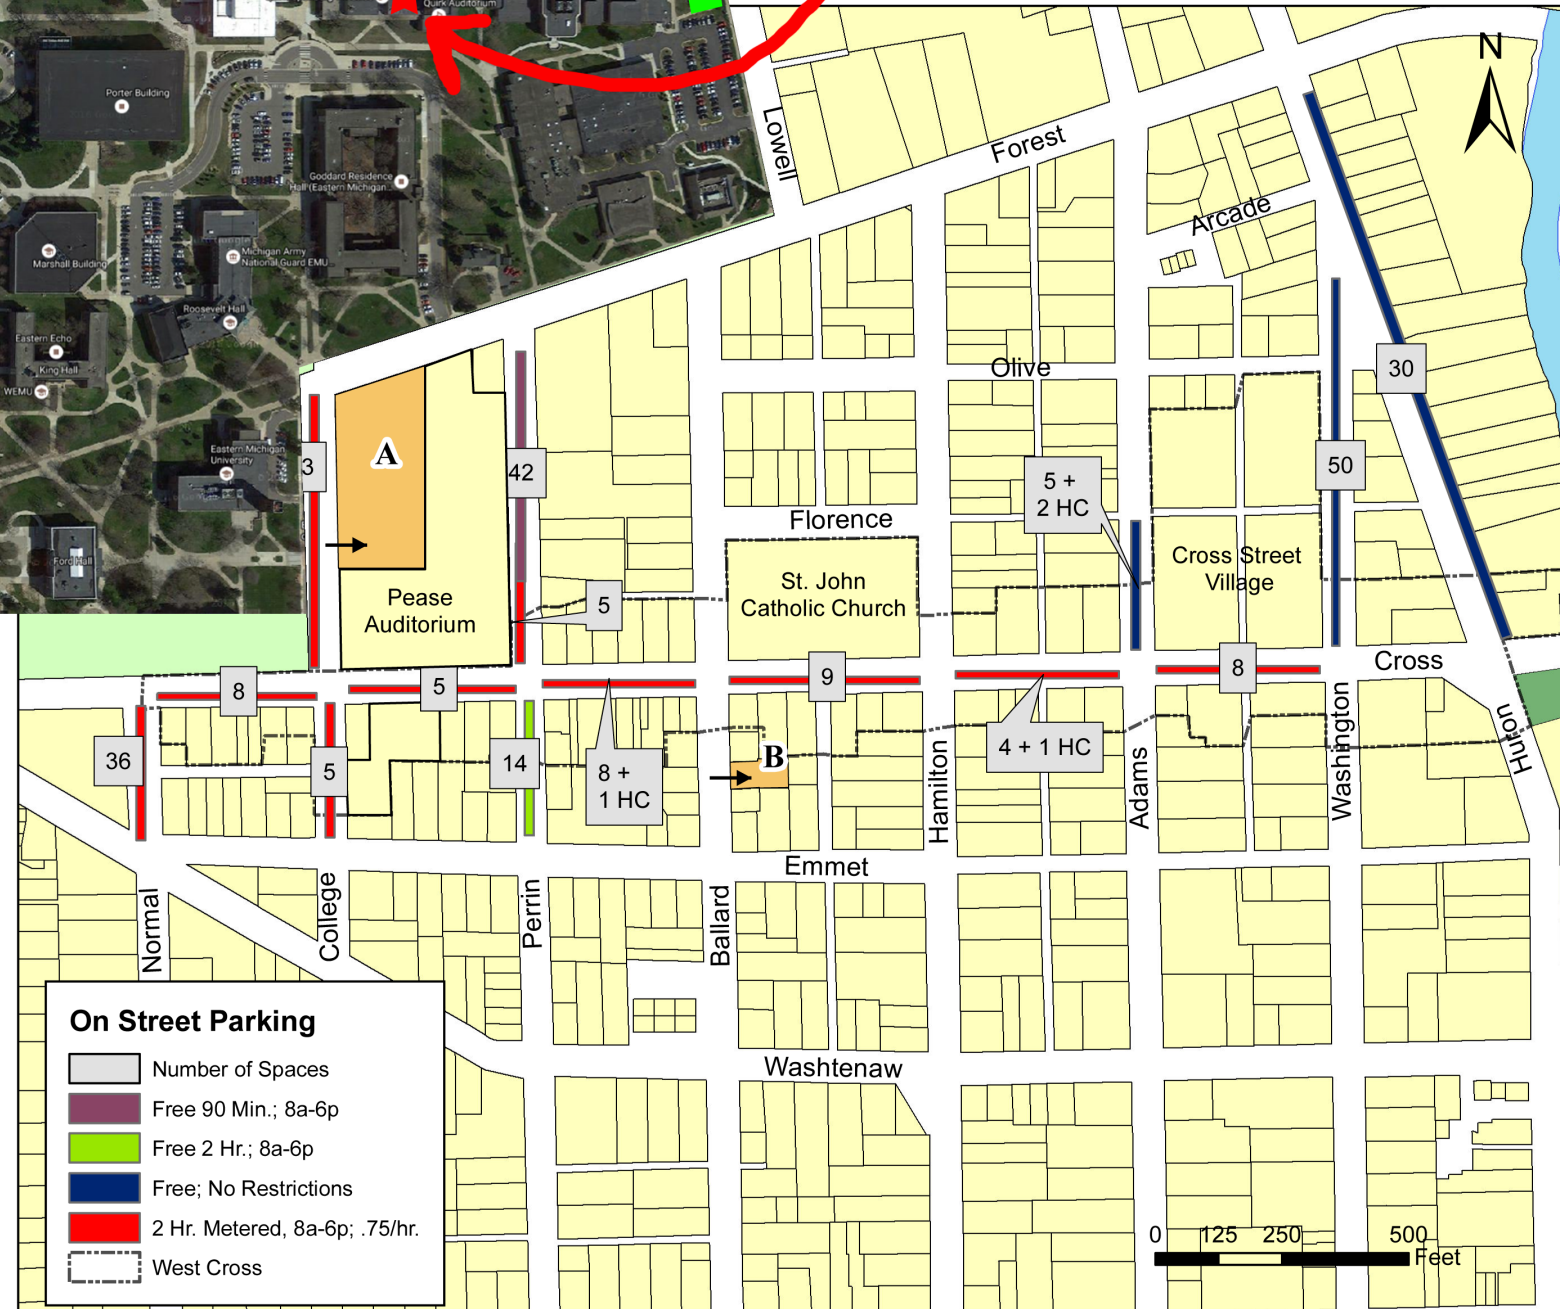 Quirk Auditorium
Porter Building
Goddard Residence
Hall (Eastern Michigan...
Marshall Building
Michigan Army
National Guard EMU
Roosevelt Hall
Eastern Echo
King Hall
WEMU
Eastern Michigan
University
Ford Hall
N
Lowell
Forest
Arcade
Olive
Florence
A
B
Pease
Auditorium
St. John
Catholic Church
Cross Street
Village
Cross
Huron
Washington
Adams
Hamilton
Emmet
Ballard
Perrin
College
Normal
Washtenaw
3
42
5
5 +
2 HC
50
30
8
5
9
8
36
5
14
8 +
1 HC
4 + 1 HC
On Street Parking
Number of Spaces
Free 90 Min.; 8a-6p
Free 2 Hr.; 8a-6p
Free; No Restrictions
2 Hr. Metered, 8a-6p; .75/hr.
West Cross
0 125 250 500
Feet